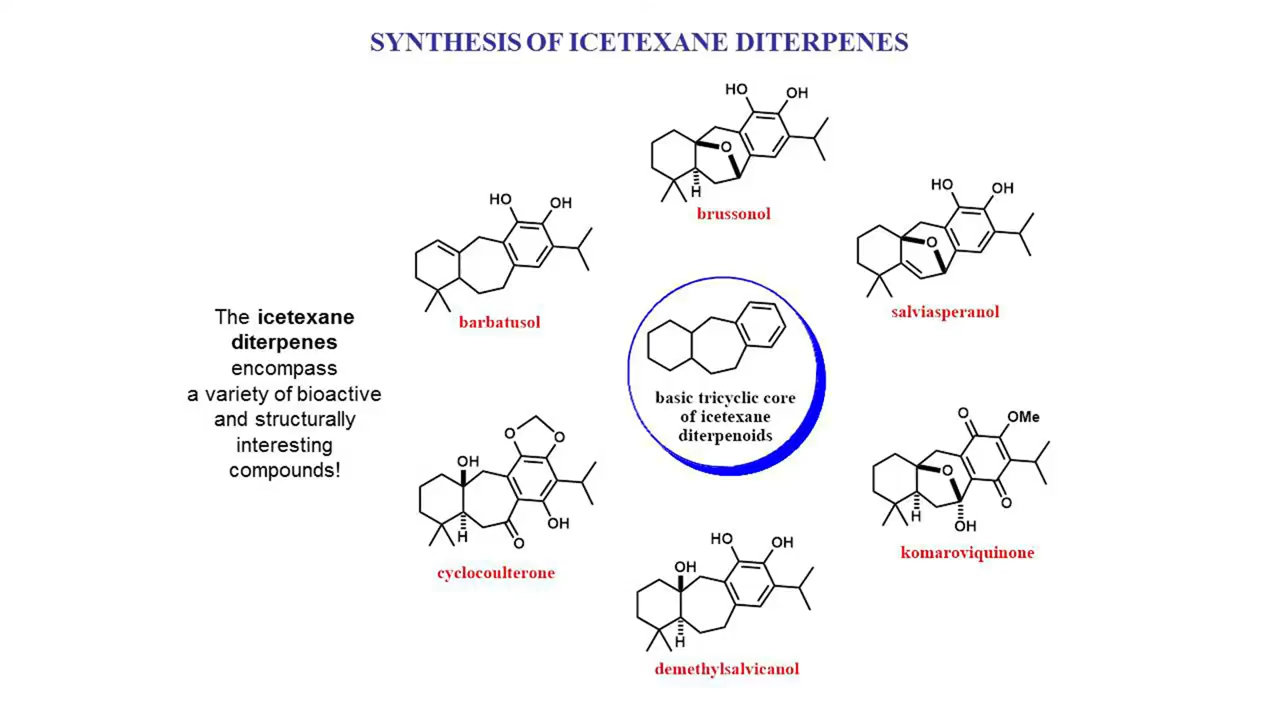 SYNTHESIS OF ICETEXANE DITERPENES
HO
OH
O
H
brussonol
HO
OH
barbatusol
HO
OH
O
salviasperanol
The icetexane
diterpenes
encompass
a variety of bioactive
and structurally
interesting
compounds!
basic tricyclic core
of icetexane
diterpenoids
O
O
OH
H
O
OH
cyclocoulterone
O
OMe
O
H
O
OH
komaroviquinone
HO
OH
OH
H
demethylsalvicanol